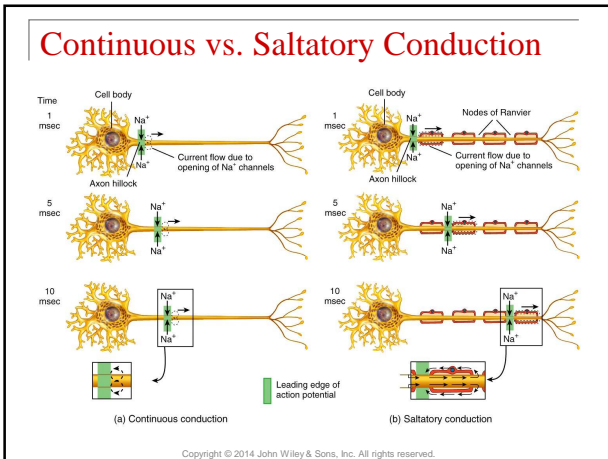 Continuous vs. Saltatory Conduction
Time
1
msec
Cell body
Na+
Na+
Current flow due to
opening of Na+ channels
Axon hillock
5
msec
Na+
Na+
10
msec
Na+
Na+
Leading edge of
action potential
(a) Continuous conduction
Cell body
1
msec
Na+
Na+
Nodes of Ranvier
Current flow due to
opening of Na+ channels
Axon hillock
5
msec
Na+
Na+
10
msec
Na+
Na+
(b) Saltatory conduction
Copyright © 2014 John Wiley & Sons, Inc. All rights reserved.